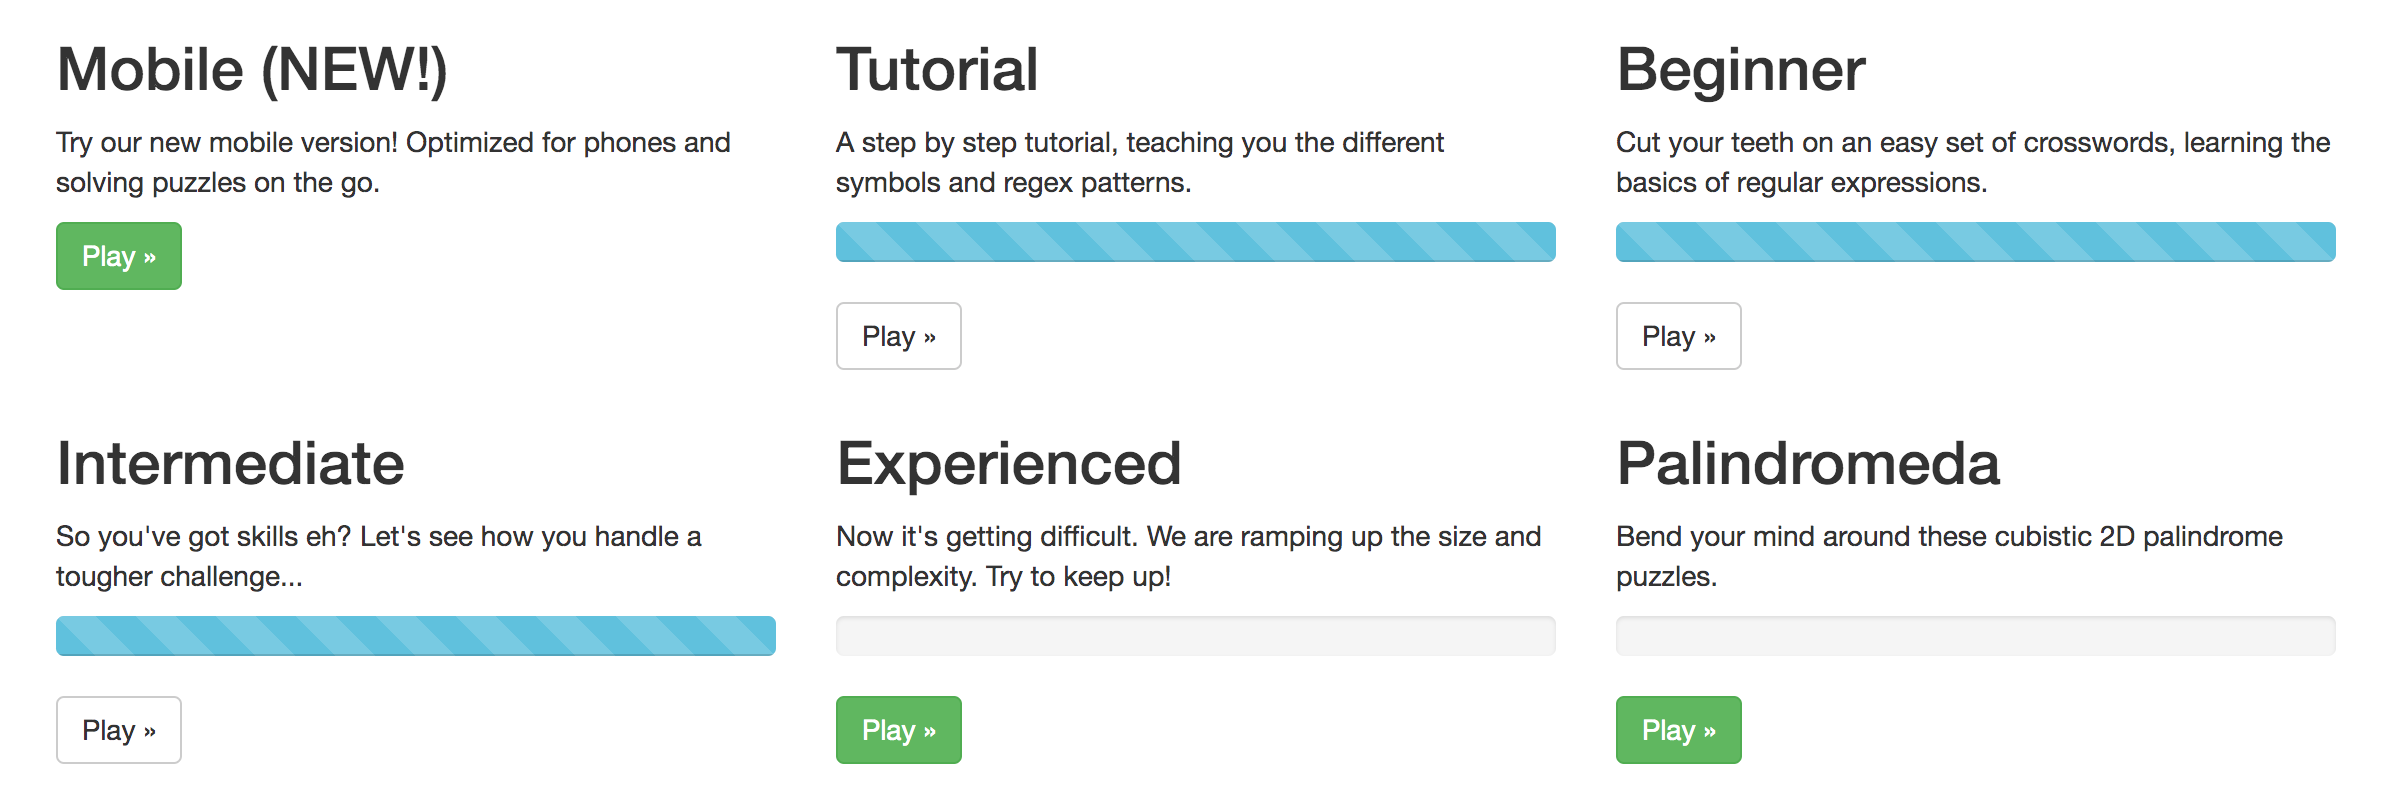 Mobile (NEW!)
Try our new mobile version! Optimized for phones and
solving puzzles on the go.
Play »
Tutorial
A step by step tutorial, teaching you the different
symbols and regex patterns.
Play »
Beginner
Cut your teeth on an easy set of crosswords, learning the
basics of regular expressions.
Play »
Intermediate
So you've got skills eh? Let's see how you handle a
tougher challenge...
Play »
Experienced
Now it's getting difficult. We are ramping up the size and
complexity. Try to keep up!
Play »
Palindromeda
Bend your mind around these cubistic 2D palindrome
puzzles.
Play »